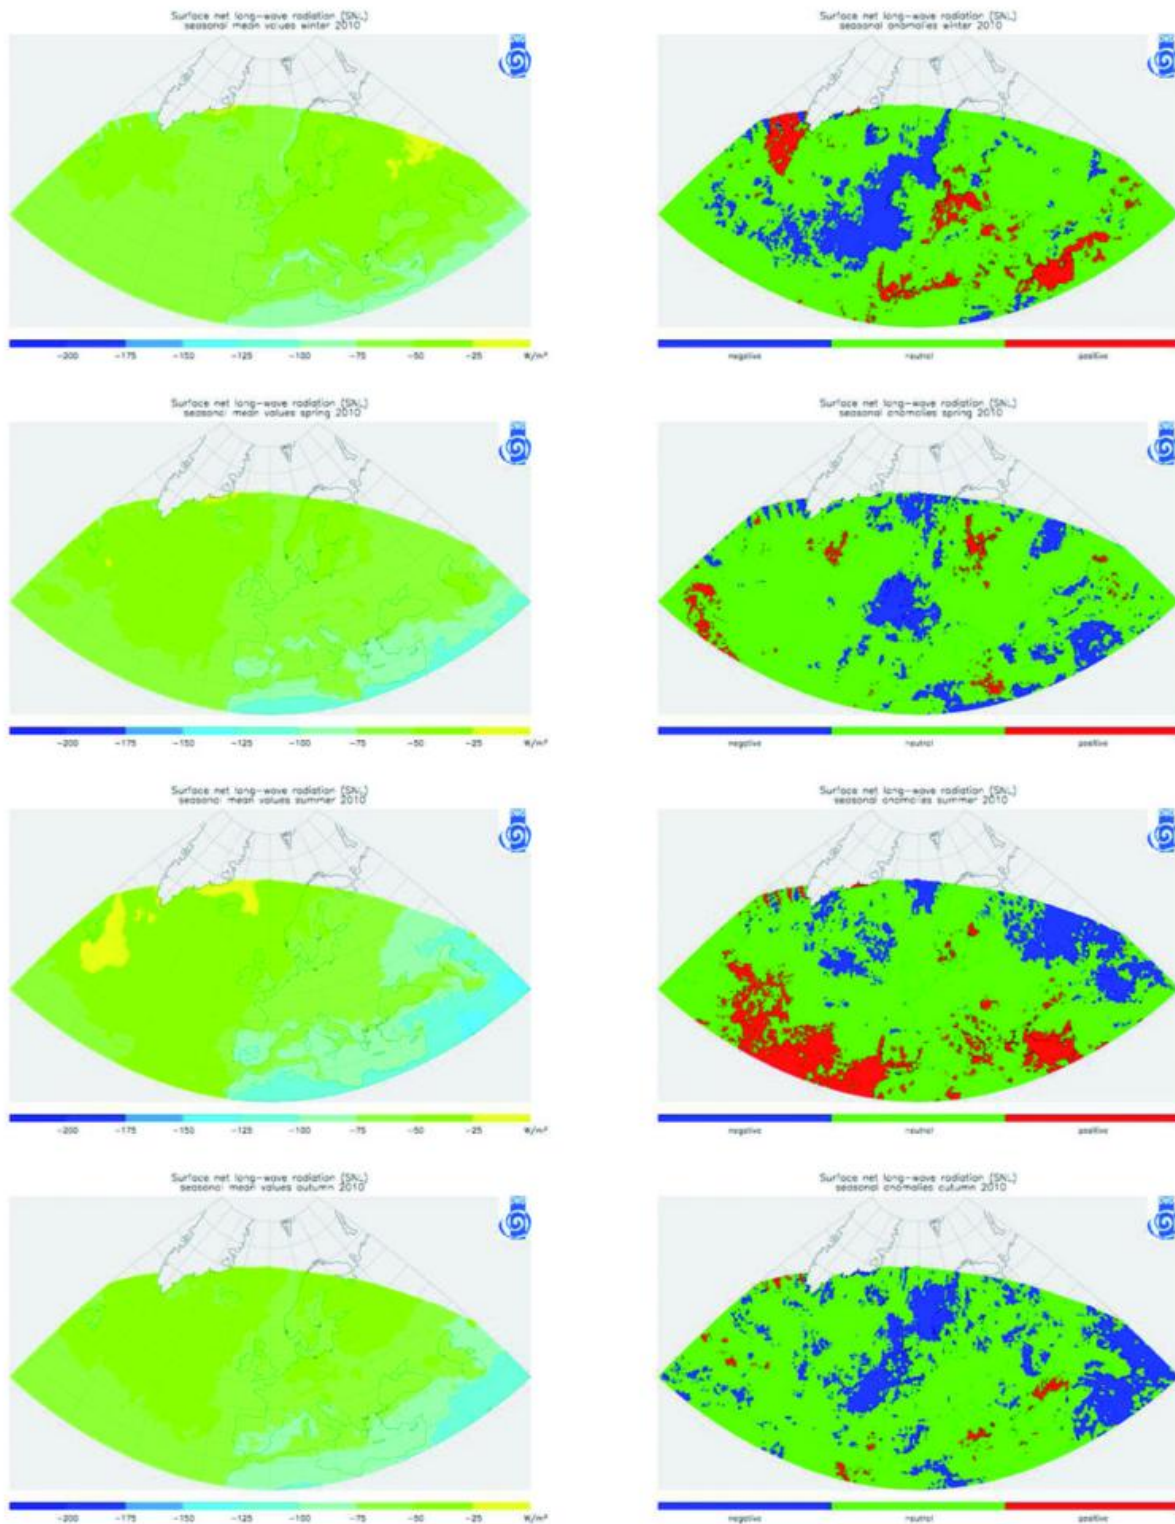 Surface net long-wave radiation (SNL)
seasonal mean values winter 2010
-200 -175 -150 -125 -100 -75 -50 -25 W/m²
Surface net long-wave radiation (SNL)
seasonal anomalies winter 2010
negative neutral positive
Surface net long-wave radiation (SNL)
seasonal mean values spring 2010
-200 -175 -150 -125 -100 -75 -50 -25 W/m²
Surface net long-wave radiation (SNL)
seasonal anomalies spring 2010
negative neutral positive
Surface net long-wave radiation (SNL)
seasonal mean values summer 2010
-200 -175 -150 -125 -100 -75 -50 -25 W/m²
Surface net long-wave radiation (SNL)
seasonal anomalies summer 2010
negative neutral positive
Surface net long-wave radiation (SNL)
seasonal mean values autumn 2010
-200 -175 -150 -125 -100 -75 -50 -25 W/m²
Surface net long-wave radiation (SNL)
seasonal anomalies autumn 2010
negative neutral positive